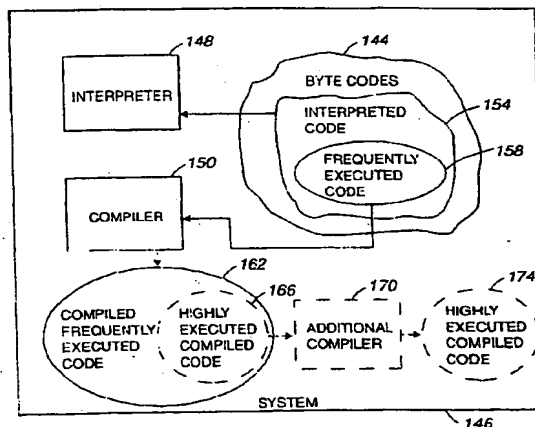 148
144
INTERPRETER
BYTE CODES
INTERPRETED
CODE
154
FREQUENTLY
EXECUTED
CODE
158
150
COMPILER
162
166
170
174
COMPILED
FREQUENTLY
EXECUTED
CODE
HIGHLY
EXECUTED
COMPILED
CODE
ADDITIONAL
COMPILER
HIGHLY
EXECUTED
COMPILED
CODE
SYSTEM
146